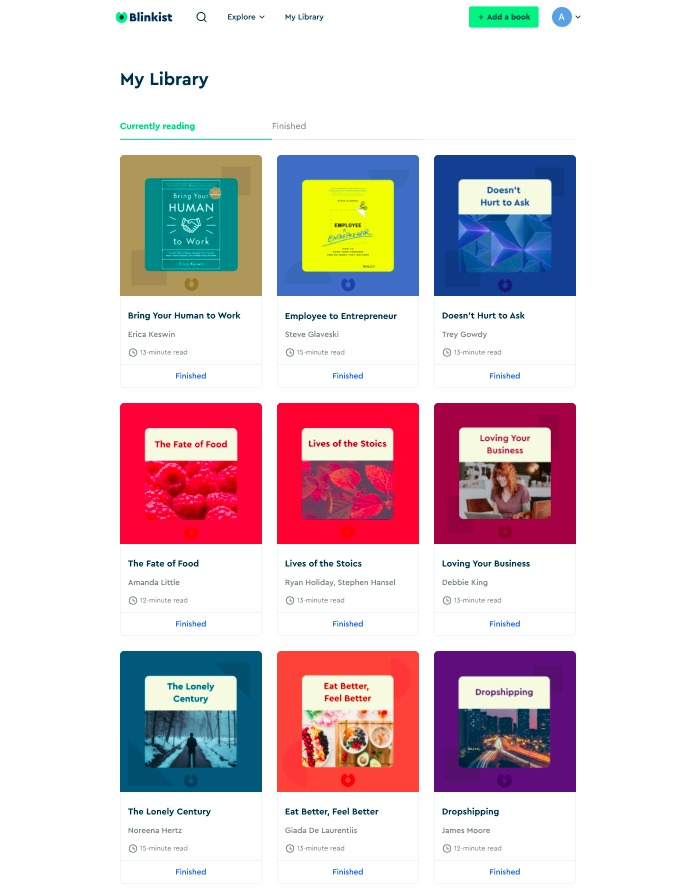 Blinkist
Explore
My Library
+ Add a book
A
My Library
Currently reading
Finished
Bring Your
HUMAN
to Work
Erica Keswin
STEVE GLAVESKI
EMPLOYEE
to
ENTREPRENEUR
WILEY
Doesn't
Hurt to Ask
Bring Your Human to Work
Employee to Entrepreneur
Doesn't Hurt to Ask
Erica Keswin
Steve Glaveski
Trey Gowdy
13-minute read
15-minute read
13-minute read
Finished
Finished
Finished
The Fate of Food
Lives of the Stoics
Loving Your
Business
The Fate of Food
Lives of the Stoics
Loving Your Business
Amanda Little
Ryan Holiday, Stephen Hansel
Debbie King
12-minute read
13-minute read
13-minute read
Finished
Finished
Finished
The Lonely
Century
Eat Better,
Feel Better
Dropshipping
The Lonely Century
Eat Better, Feel Better
Dropshipping
Noreena Hertz
Giada De Laurentiis
James Moore
15-minute read
13-minute read
12-minute read
Finished
Finished
Finished